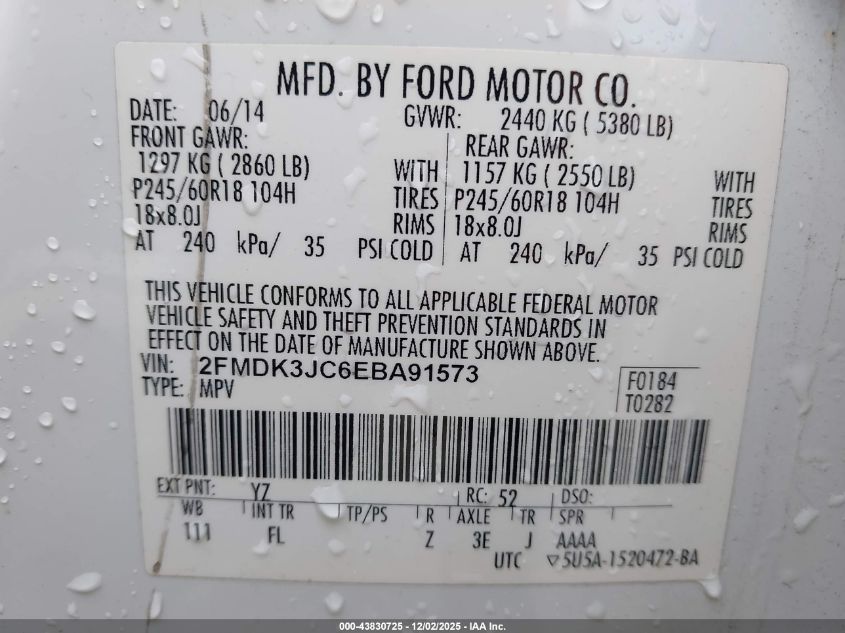 MFD. BY FORD MOTOR CO.
DATE: 06/14 GVWR: 2440 KG ( 5380 LB)
FRONT GAWR: REAR GAWR:
1297 KG ( 2860 LB) WITH 1157 KG ( 2550 LB) WITH
P245/60R18 104H TIRES P245/60R18 104H TIRES
18x8.0J RIMS 18x8.0J RIMS
AT 240 kPa/ 35 PSI COLD AT 240 kPa/ 35 PSI COLD
THIS VEHICLE CONFORMS TO ALL APPLICABLE FEDERAL MOTOR
VEHICLE SAFETY AND THEFT PREVENTION STANDARDS IN
EFFECT ON THE DATE OF MANUFACTURE SHOWN ABOVE.
VIN: 2FMDK3JC6EBA91573
TYPE: MPV
F0184
T0282
EXT PNT: YZ RC: 52 DSO:
WB INT TR TP/PS R AXLE TR SPR
111 FL Z 3E J AAAA
UTC ▽5U5A-1520472-BA
000-43830725 - 12/02/2025 - IAA Inc.